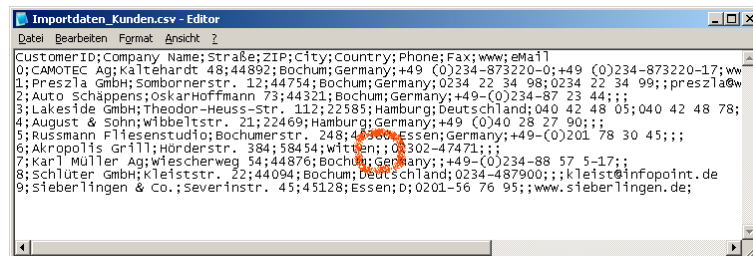 Importdaten_Kunden.csv - Editor
Datei Bearbeiten Format Ansicht ?
CustomerID;Company Name;Straße;ZIP;City;Country;Phone;Fax;www;eMail
0;CAMOTEC Ag;Kaltehardt 48;44892;Bochum;Germany;+49 (0)234-873220-0;+49 (0)234-873220-17;ww
1;Preszla GmbH;Sombornerstr. 12;44754;Bochum;Germany;0234 22 34 98;0234 22 34 99;;preszla@w
2;Auto Schäppens;OskarHoffmann 73;44321;Bochum;Germany;+49-(0)234-87 23 44;;;
3;Lakeside GmbH;Theodor-Heuss-Str. 112;22585;Hamburg;Deutschland;040 42 48 05;040 42 48 78;
4;August & Sohn;Wibbeltstr. 21;22469;Hamburg;Germany;+49 (0)40 28 27 90;;;
5;Russmann Fliesenstudio;Bochumerstr. 248;Essen;Germany;+49-(0)201 78 30 45;;;
6;Akropolis Grill;Hörderstr. 384;58454;Witten;;02302-47471;;;
7;Karl Müller Ag;Wiescherweg 54;44876;Bochum;Germany;;+49-(0)234-88 57 5-17;;
8;Schlüter GmbH;Kleiststr. 22;44094;Bochum;Deutschland;0234-487900;;;kleist@infopoint.de
9;Sieberlingen & Co.;Severinstr. 45;45128;Essen;D;0201-56 76 95;;www.sieberlingen.de;